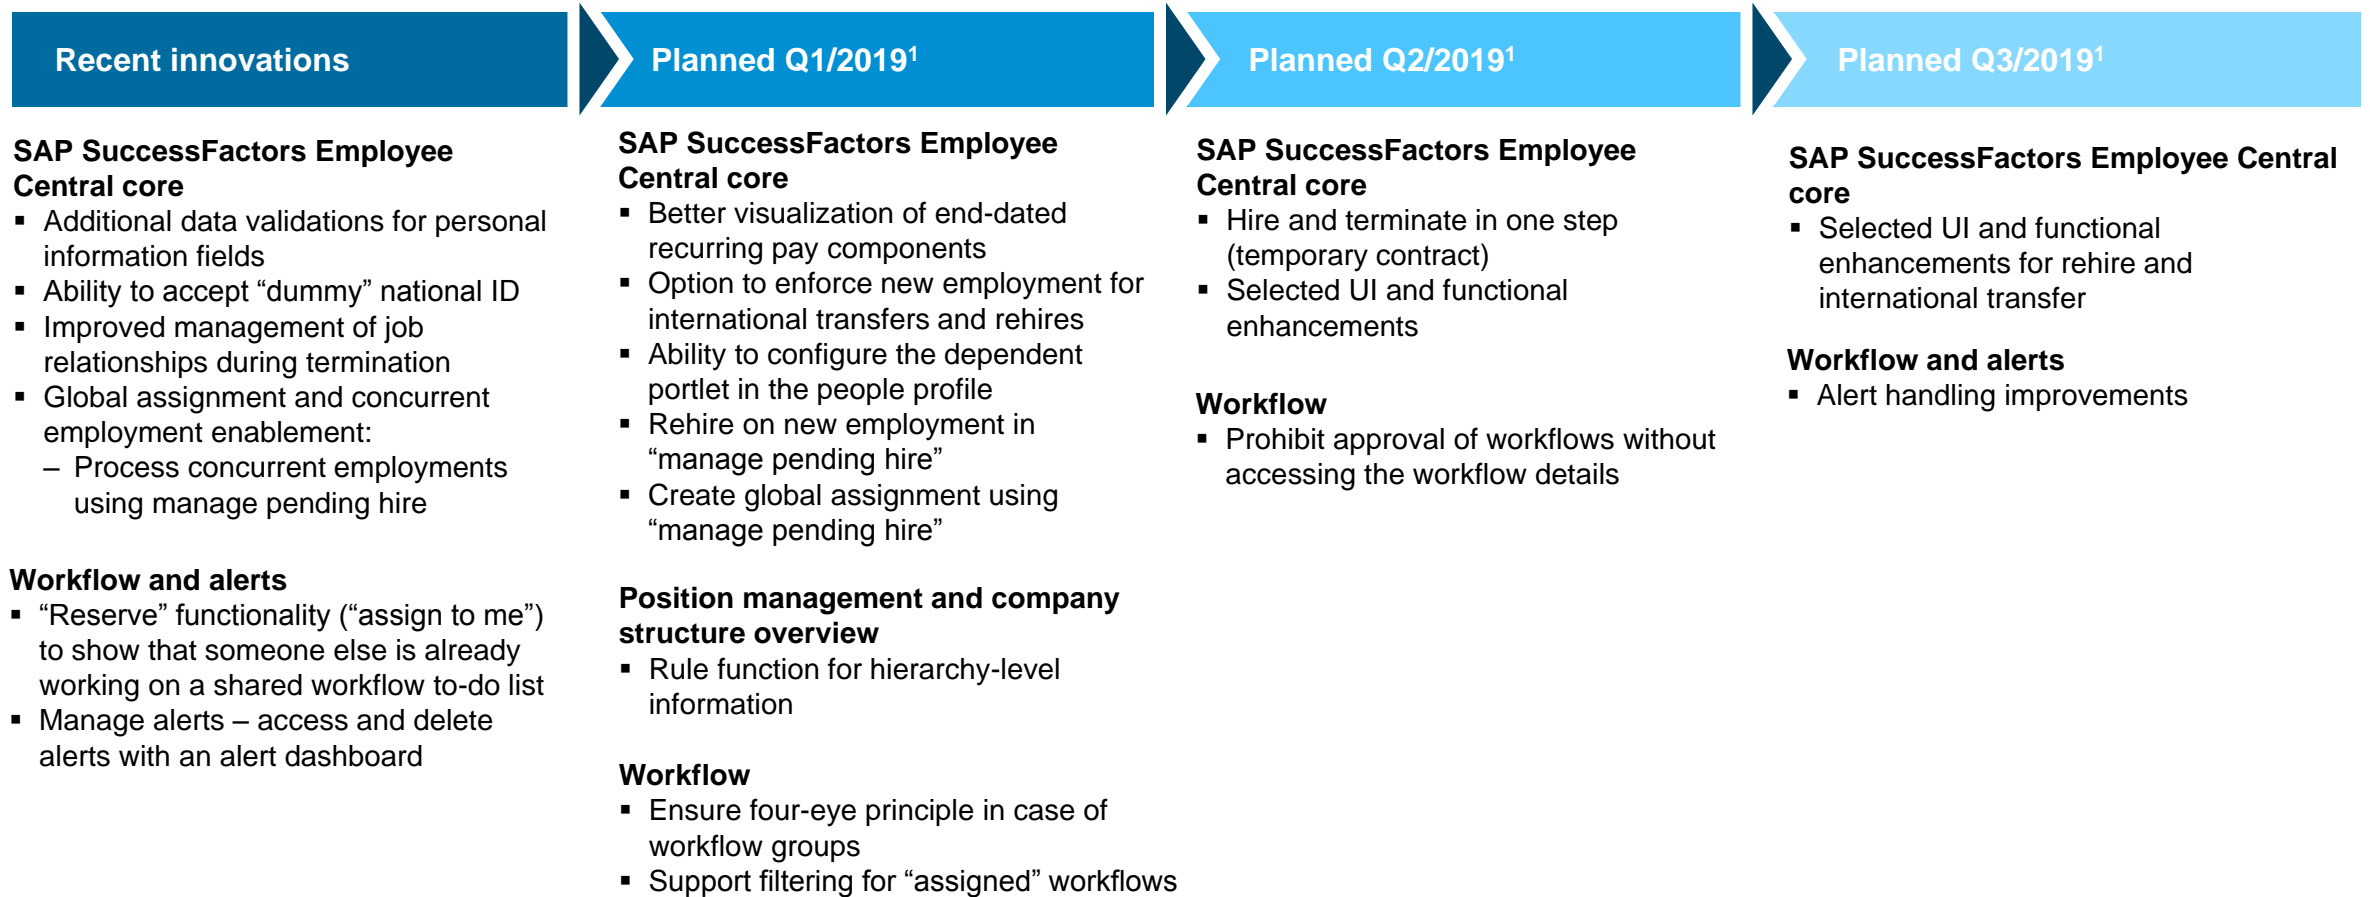 Recent innovations
Planned Q1/2019¹
Planned Q2/2019¹
Planned Q3/2019¹
SAP SuccessFactors Employee
Central core
▪ Additional data validations for personal
information fields
▪ Ability to accept “dummy” national ID
▪ Improved management of job
relationships during termination
▪ Global assignment and concurrent
employment enablement:
– Process concurrent employments
using manage pending hire
Workflow and alerts
▪ “Reserve” functionality (“assign to me”)
to show that someone else is already
working on a shared workflow to-do list
▪ Manage alerts – access and delete
alerts with an alert dashboard
SAP SuccessFactors Employee
Central core
▪ Better visualization of end-dated
recurring pay components
▪ Option to enforce new employment for
international transfers and rehires
▪ Ability to configure the dependent
portlet in the people profile
▪ Rehire on new employment in
“manage pending hire”
▪ Create global assignment using
“manage pending hire”
Position management and company
structure overview
▪ Rule function for hierarchy-level
information
Workflow
▪ Ensure four-eye principle in case of
workflow groups
▪ Support filtering for “assigned” workflows
SAP SuccessFactors Employee
Central core
▪ Hire and terminate in one step
(temporary contract)
▪ Selected UI and functional
enhancements
Workflow
▪ Prohibit approval of workflows without
accessing the workflow details
SAP SuccessFactors Employee Central
core
▪ Selected UI and functional
enhancements for rehire and
international transfer
Workflow and alerts
▪ Alert handling improvements